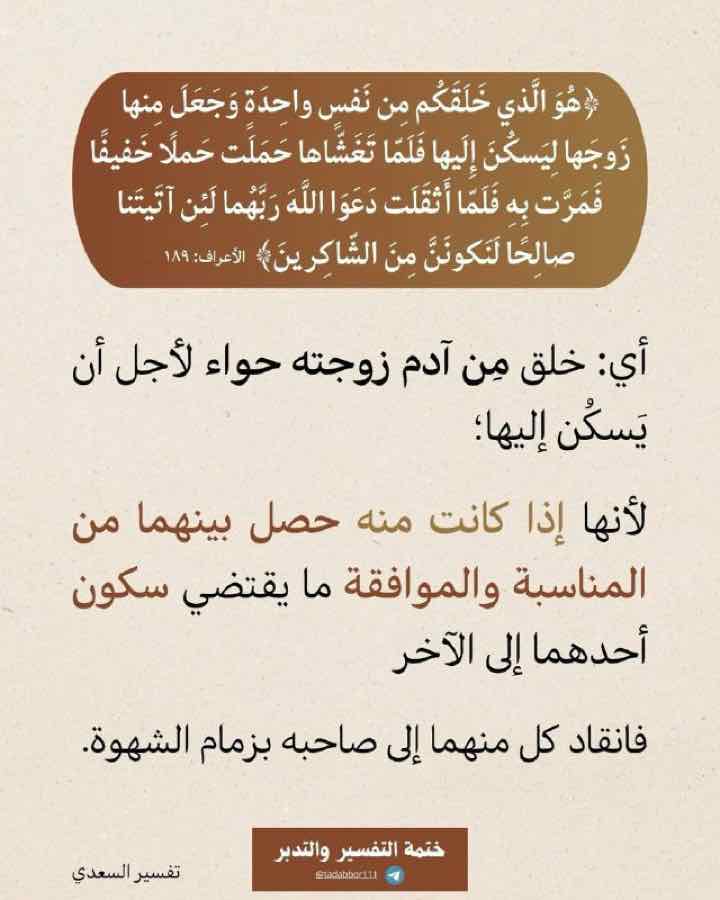 ﴿هُوَ الَّذي خَلَقَكُم مِن نَفسٍ واحِدَةٍ وَجَعَلَ مِنها
زَوجَها لِيَسكُنَ إِلَيها فَلَمّا تَغَشّاها حَمَلَت حَملًا خَفيفًا
فَمَرَّت بِهِ فَلَمّا أَثقَلَت دَعَوَا اللَّهَ رَبَّهُما لَئِن آتَيتَنا
صالِحًا لَنَكونَنَّ مِنَ الشّاكِرينَ﴾ الأعراف: ١٨٩
أي: خلق مِن آدم زوجته حواء لأجل أن
يَسكُن إليها؛
لأنها إذا كانت منه حصل بينهما من
المناسبة والموافقة ما يقتضي سكون
أحدهما إلى الآخر
فانقاد كل منهما إلى صاحبه بزمام الشهوة.
ختمة التفسير والتدبر
@tadabbor111
تفسير السعدي